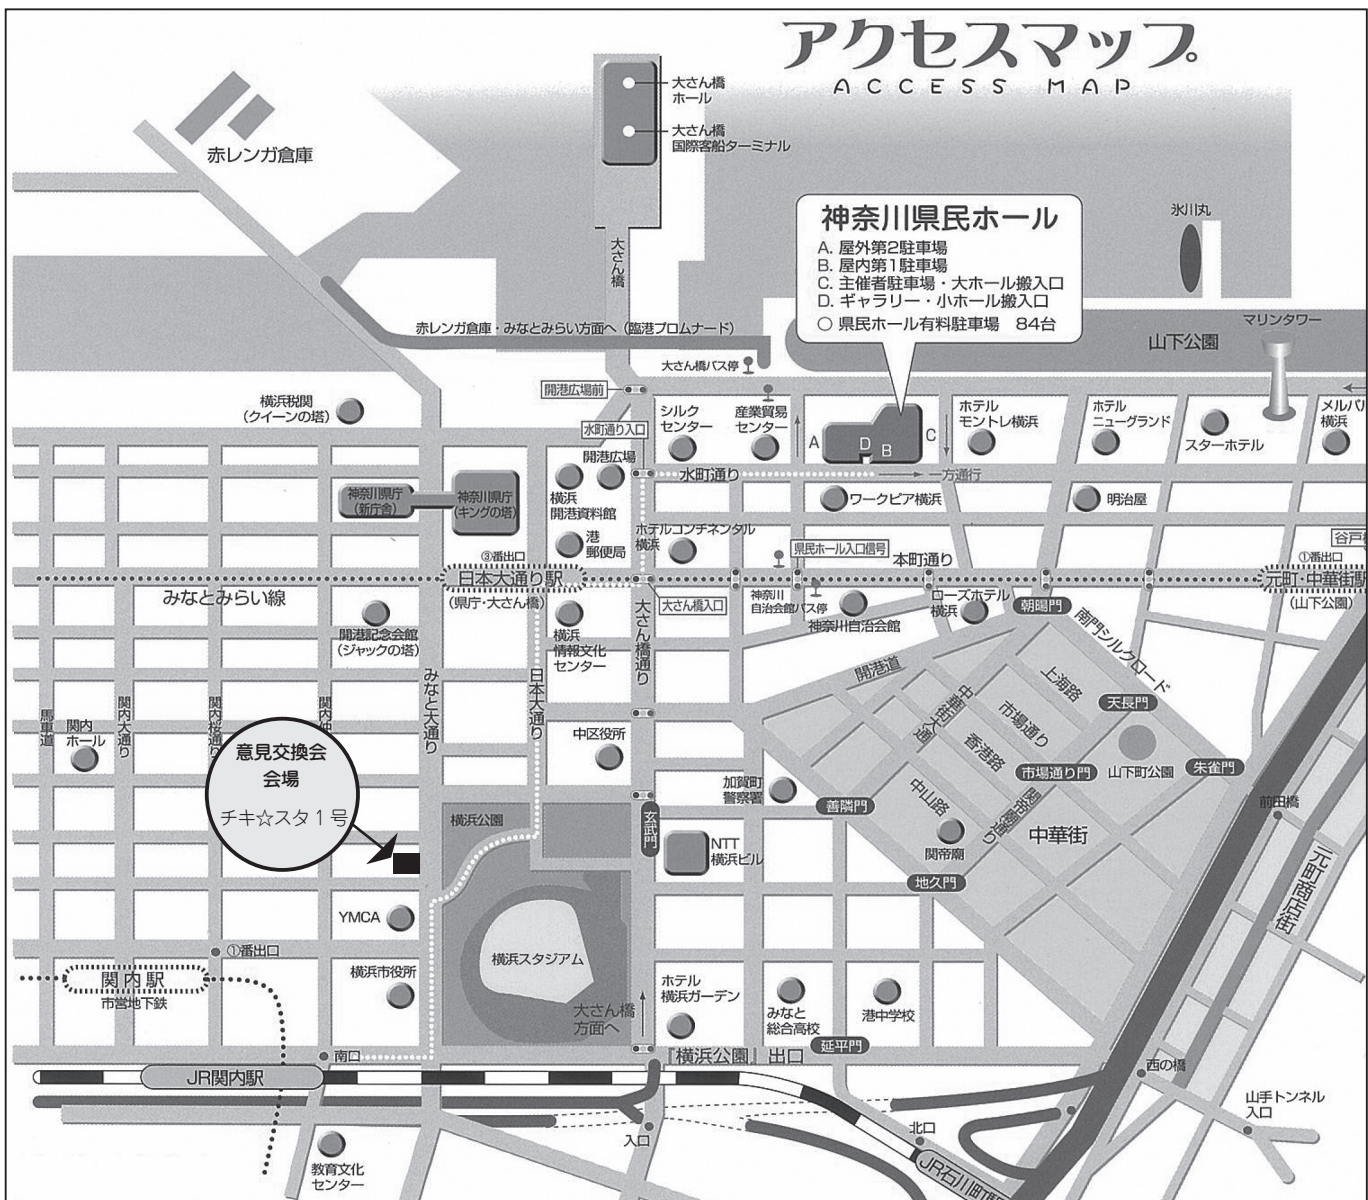 アクセスマップ
ACCESS MAP
大さん橋
ホール
大さん橋
国際客船ターミナル
赤レンガ倉庫
神奈川県民ホール
A. 屋外第2駐車場
B. 屋内第1駐車場
C. 主催者駐車場・大ホール搬入口
D. ギャラリー・小ホール搬入口
○ 県民ホール有料駐車場 84台
氷川丸
大さん橋
赤レンガ倉庫・みなとみらい方面へ（臨港プロムナード）
マリンタワー
山下公園
大さん橋バス停
開港広場前
横浜税関
（クイーンの塔）
シルク
センター
産業貿易
センター
ホテル
モントレ横浜
ホテル
ニューグランド
スターホテル
メルパル
横浜
水町通り入口
A
D
B
C
開港広場
水町通り
一方通行
神奈川県庁
（新庁舎）
神奈川県庁
（キングの塔）
横浜
開港資料館
ワークピア横浜
明治屋
港
郵便局
ホテルコンチネンタル
横浜
県民ホール入口信号
本町通り
谷戸橋
③番出口
①番出口
日本大通り駅
（県庁・大さん橋）
元町・中華街駅
（山下公園）
みなとみらい線
大さん橋入口
神奈川
自治会館バス停
神奈川自治会館
ローズホテル
横浜
朝暘門
開港記念会館
（ジャックの塔）
横浜
情報文化
センター
大さん橋通り
南門シルクロード
開港道
みなと大通り
日本大通り
馬車道
関内大通り
関内桜通り
関内仲
関内
ホール
中華街大通
上海路
市場通り
香港路
中山路
関帝廟通り
天長門
市場通り門
山下町公園
朱雀門
意見交換会
会場
チキ☆スタ1号
中区役所
加賀町
警察署
善隣門
玄武門
横浜公園
NTT
横浜ビル
関帝廟
中華街
地久門
前田橋
元町商店街
YMCA
①番出口
関内駅
市営地下鉄
横浜市役所
横浜スタジアム
大さん橋
方面へ
ホテル
横浜ガーデン
みなと
総合高校
港中学校
延平門
南口
『横浜公園』出口
JR関内駅
西の橋
山手トンネル
入口
入口
北口
JR石川町駅
教育文化
センター